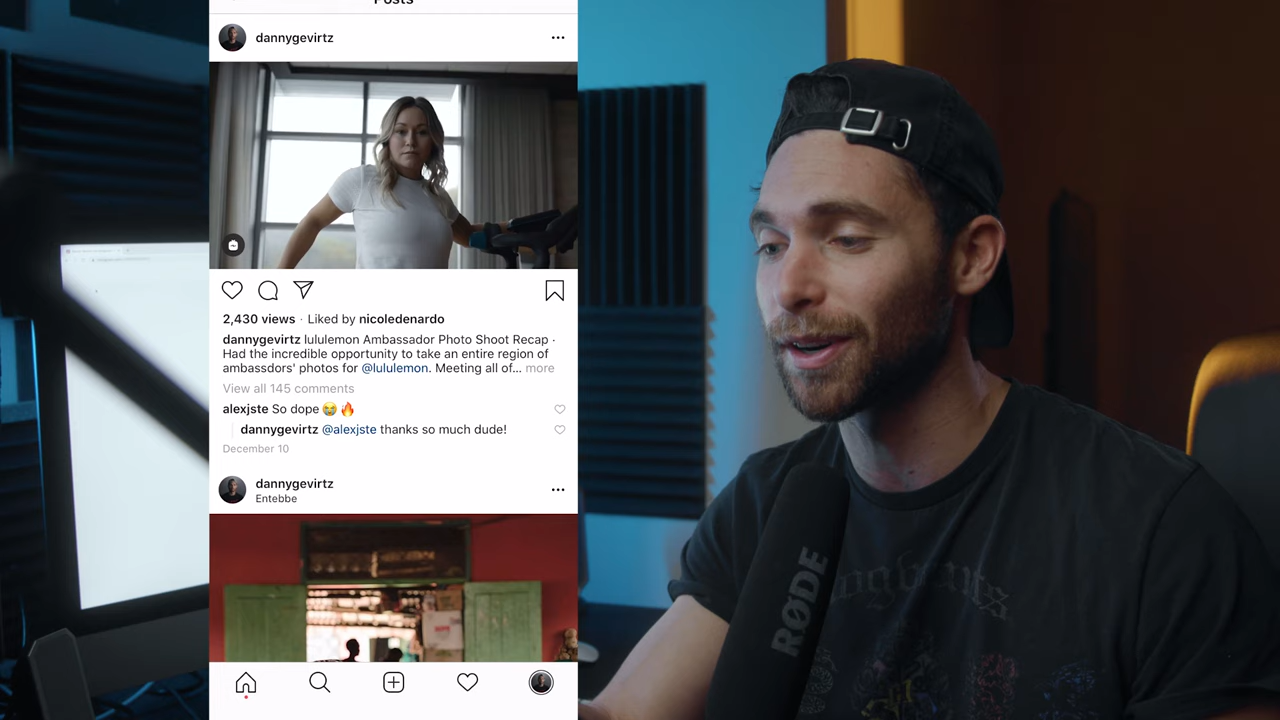 Posts
dannygevirtz
2,430 views · Liked by nicoledenardo
dannygevirtz lululemon Ambassador Photo Shoot Recap ·
Had the incredible opportunity to take an entire region of
ambassdors' photos for @lululemon. Meeting all of... more
View all 145 comments
alexjste So dope 😭🔥
dannygevirtz @alexjste thanks so much dude!
December 10
dannygevirtz
Entebbe
RØDE